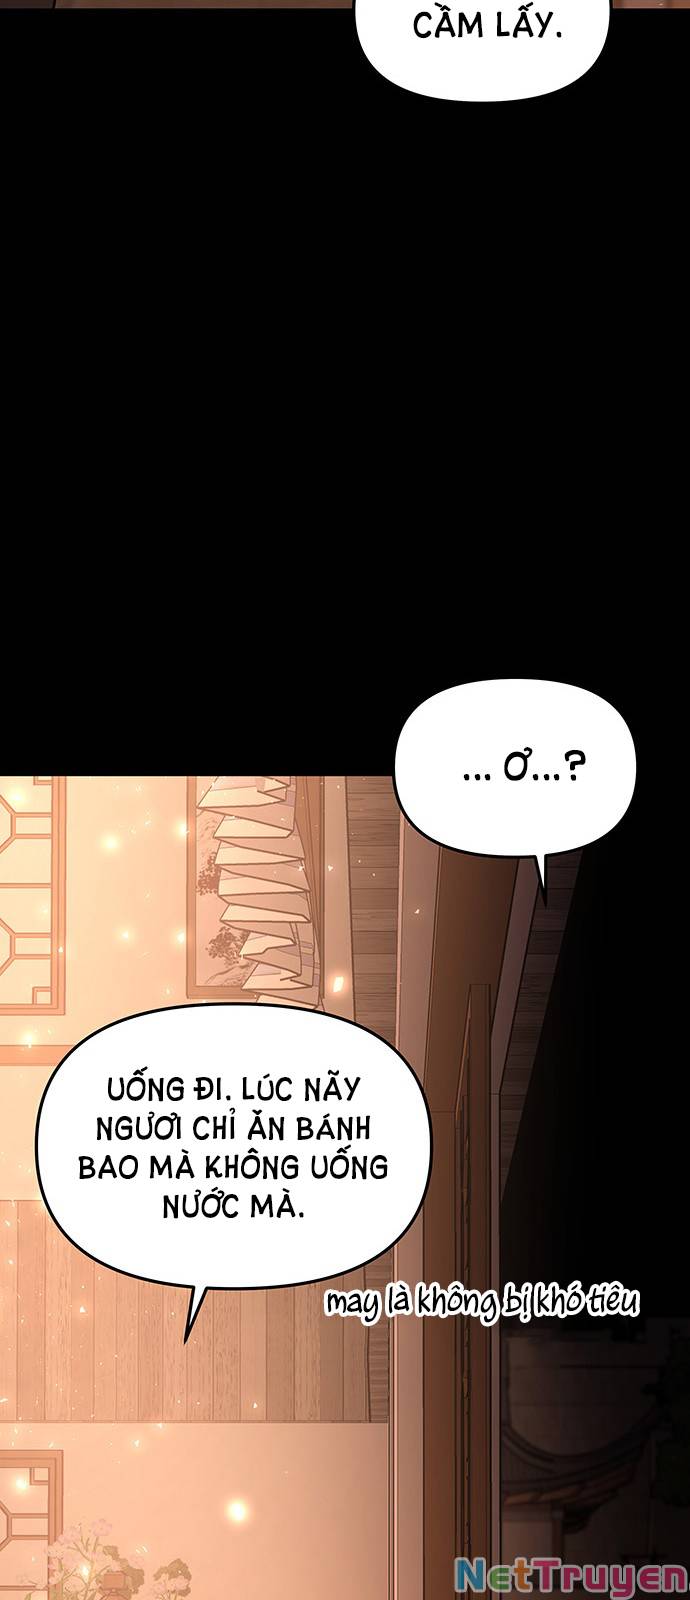 CẦM LẤY.
... Ơ...?
UỐNG ĐI. LÚC NÃY
NGƯƠI CHỈ ĂN BÁNH
BAO MÀ KHÔNG UỐNG
NƯỚC MÀ.
may là không bị khó tiêu
NetTruyen